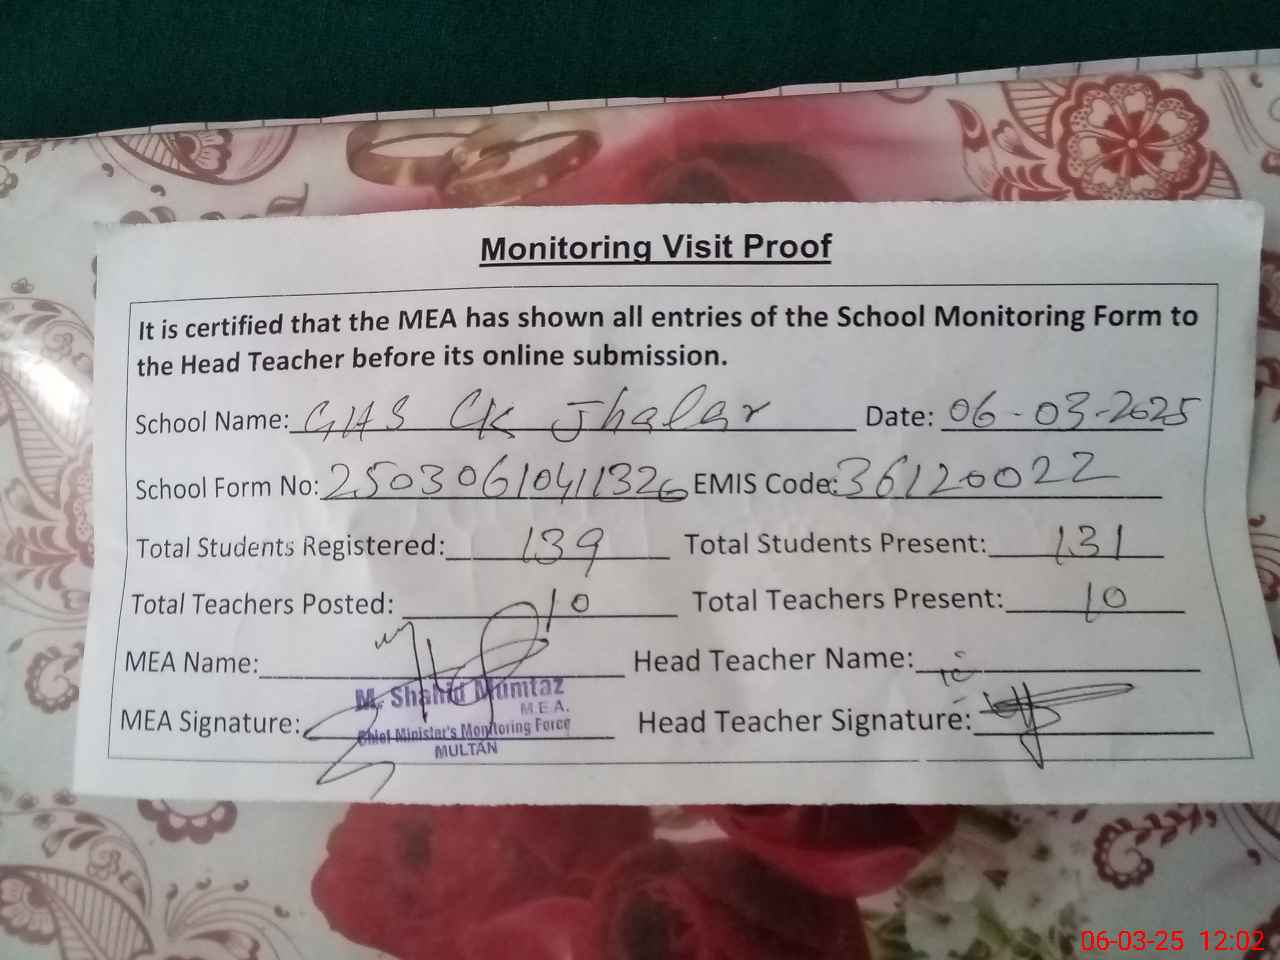 Monitoring Visit Proof
It is certified that the MEA has shown all entries of the School Monitoring Form to
the Head Teacher before its online submission.
School Name: GHS CK Jhalar Date: 06-03-2025
School Form No: 25030610411326 EMIS Code: 36120022
Total Students Registered: 139 Total Students Present: 131
Total Teachers Posted: 10 Total Teachers Present: 10
MEA Name: Head Teacher Name:
M. Shahid Mumtaz
M.E.A.
MEA Signature: Head Teacher Signature:
Chief Minister's Monitoring Force
MULTAN
06-03-25 12:02